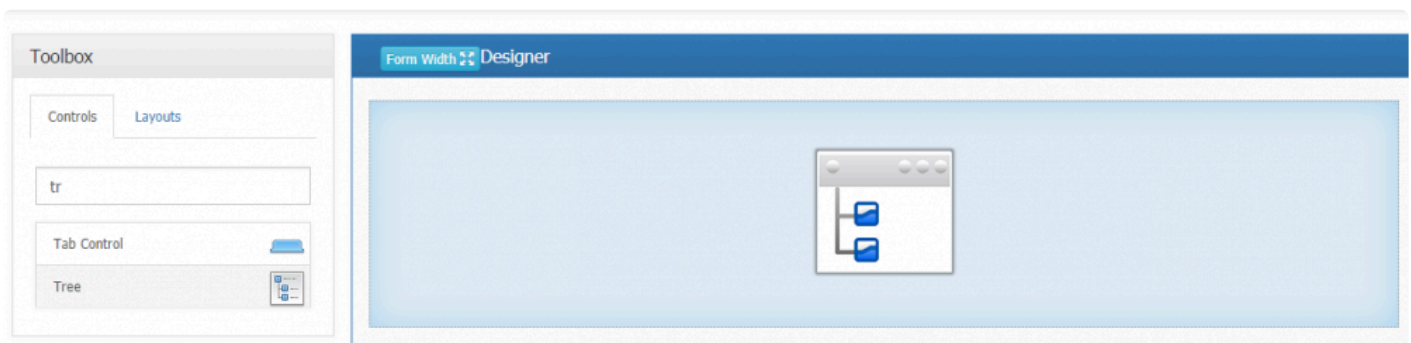 Toolbox
Form Width Designer
Controls Layouts
tr
Tab Control
Tree